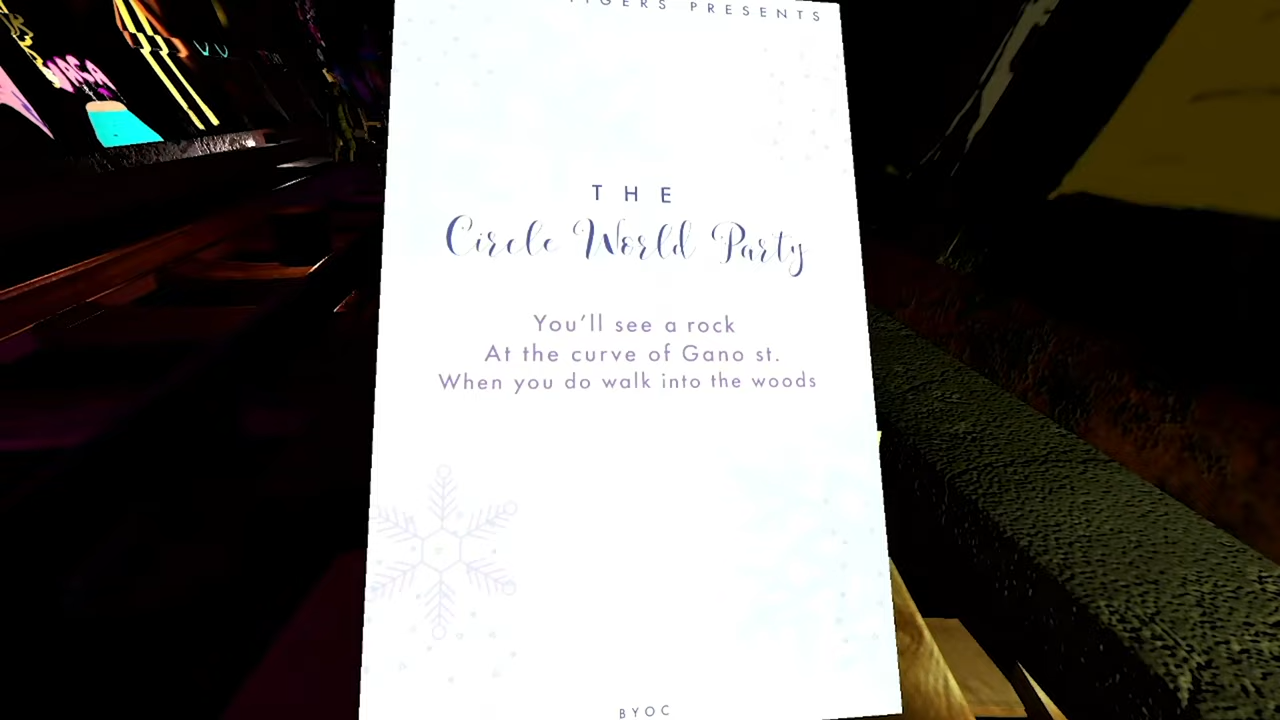 PRESENTS
THE
Circle World Party
You'll see a rock
At the curve of Gano st.
When you do walk into the woods
BYOC